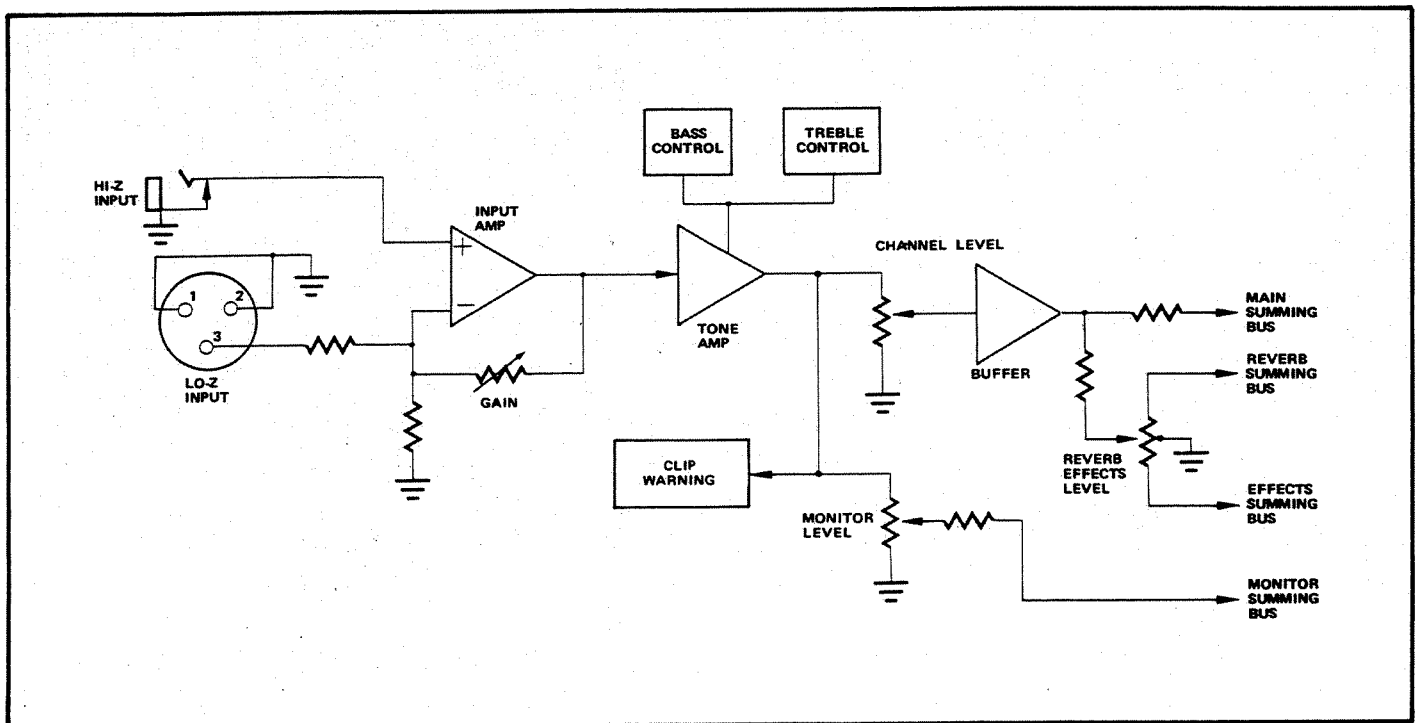 HI-Z
INPUT
1
2
3
LO-Z
INPUT
INPUT
AMP
+
−
GAIN
BASS
CONTROL
TREBLE
CONTROL
TONE
AMP
CLIP
WARNING
CHANNEL LEVEL
BUFFER
MONITOR
LEVEL
REVERB
EFFECTS
LEVEL
MAIN
SUMMING
BUS
REVERB
SUMMING
BUS
EFFECTS
SUMMING
BUS
MONITOR
SUMMING
BUS